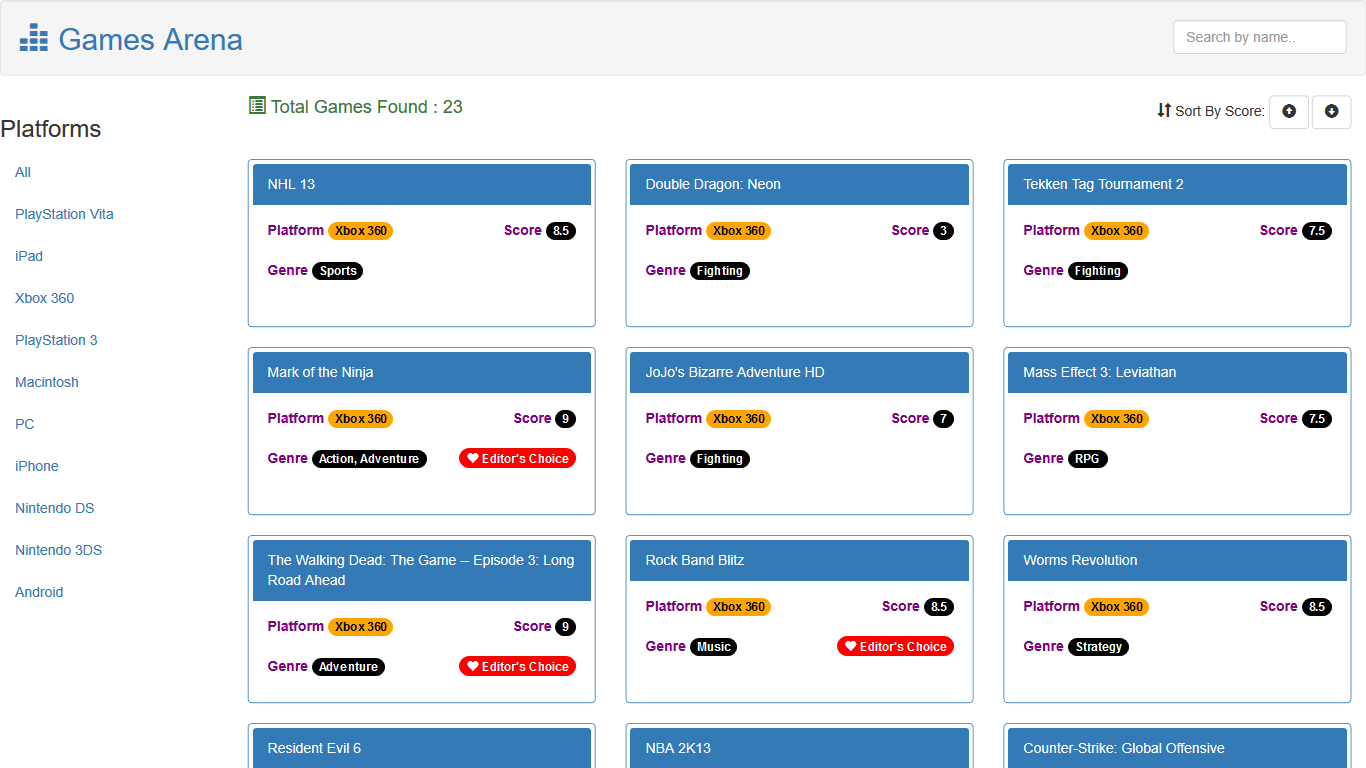 Games Arena
Search by name..
Platforms
All
PlayStation Vita
iPad
Xbox 360
PlayStation 3
Macintosh
PC
iPhone
Nintendo DS
Nintendo 3DS
Android
Total Games Found : 23
Sort By Score:
NHL 13
Platform Xbox 360 Score 8.5
Genre Sports
Double Dragon: Neon
Platform Xbox 360 Score 3
Genre Fighting
Tekken Tag Tournament 2
Platform Xbox 360 Score 7.5
Genre Fighting
Mark of the Ninja
Platform Xbox 360 Score 9
Genre Action, Adventure Editor's Choice
JoJo's Bizarre Adventure HD
Platform Xbox 360 Score 7
Genre Fighting
Mass Effect 3: Leviathan
Platform Xbox 360 Score 7.5
Genre RPG
The Walking Dead: The Game -- Episode 3: Long
Road Ahead
Platform Xbox 360 Score 9
Genre Adventure Editor's Choice
Rock Band Blitz
Platform Xbox 360 Score 8.5
Genre Music Editor's Choice
Worms Revolution
Platform Xbox 360 Score 8.5
Genre Strategy
Resident Evil 6
NBA 2K13
Counter-Strike: Global Offensive